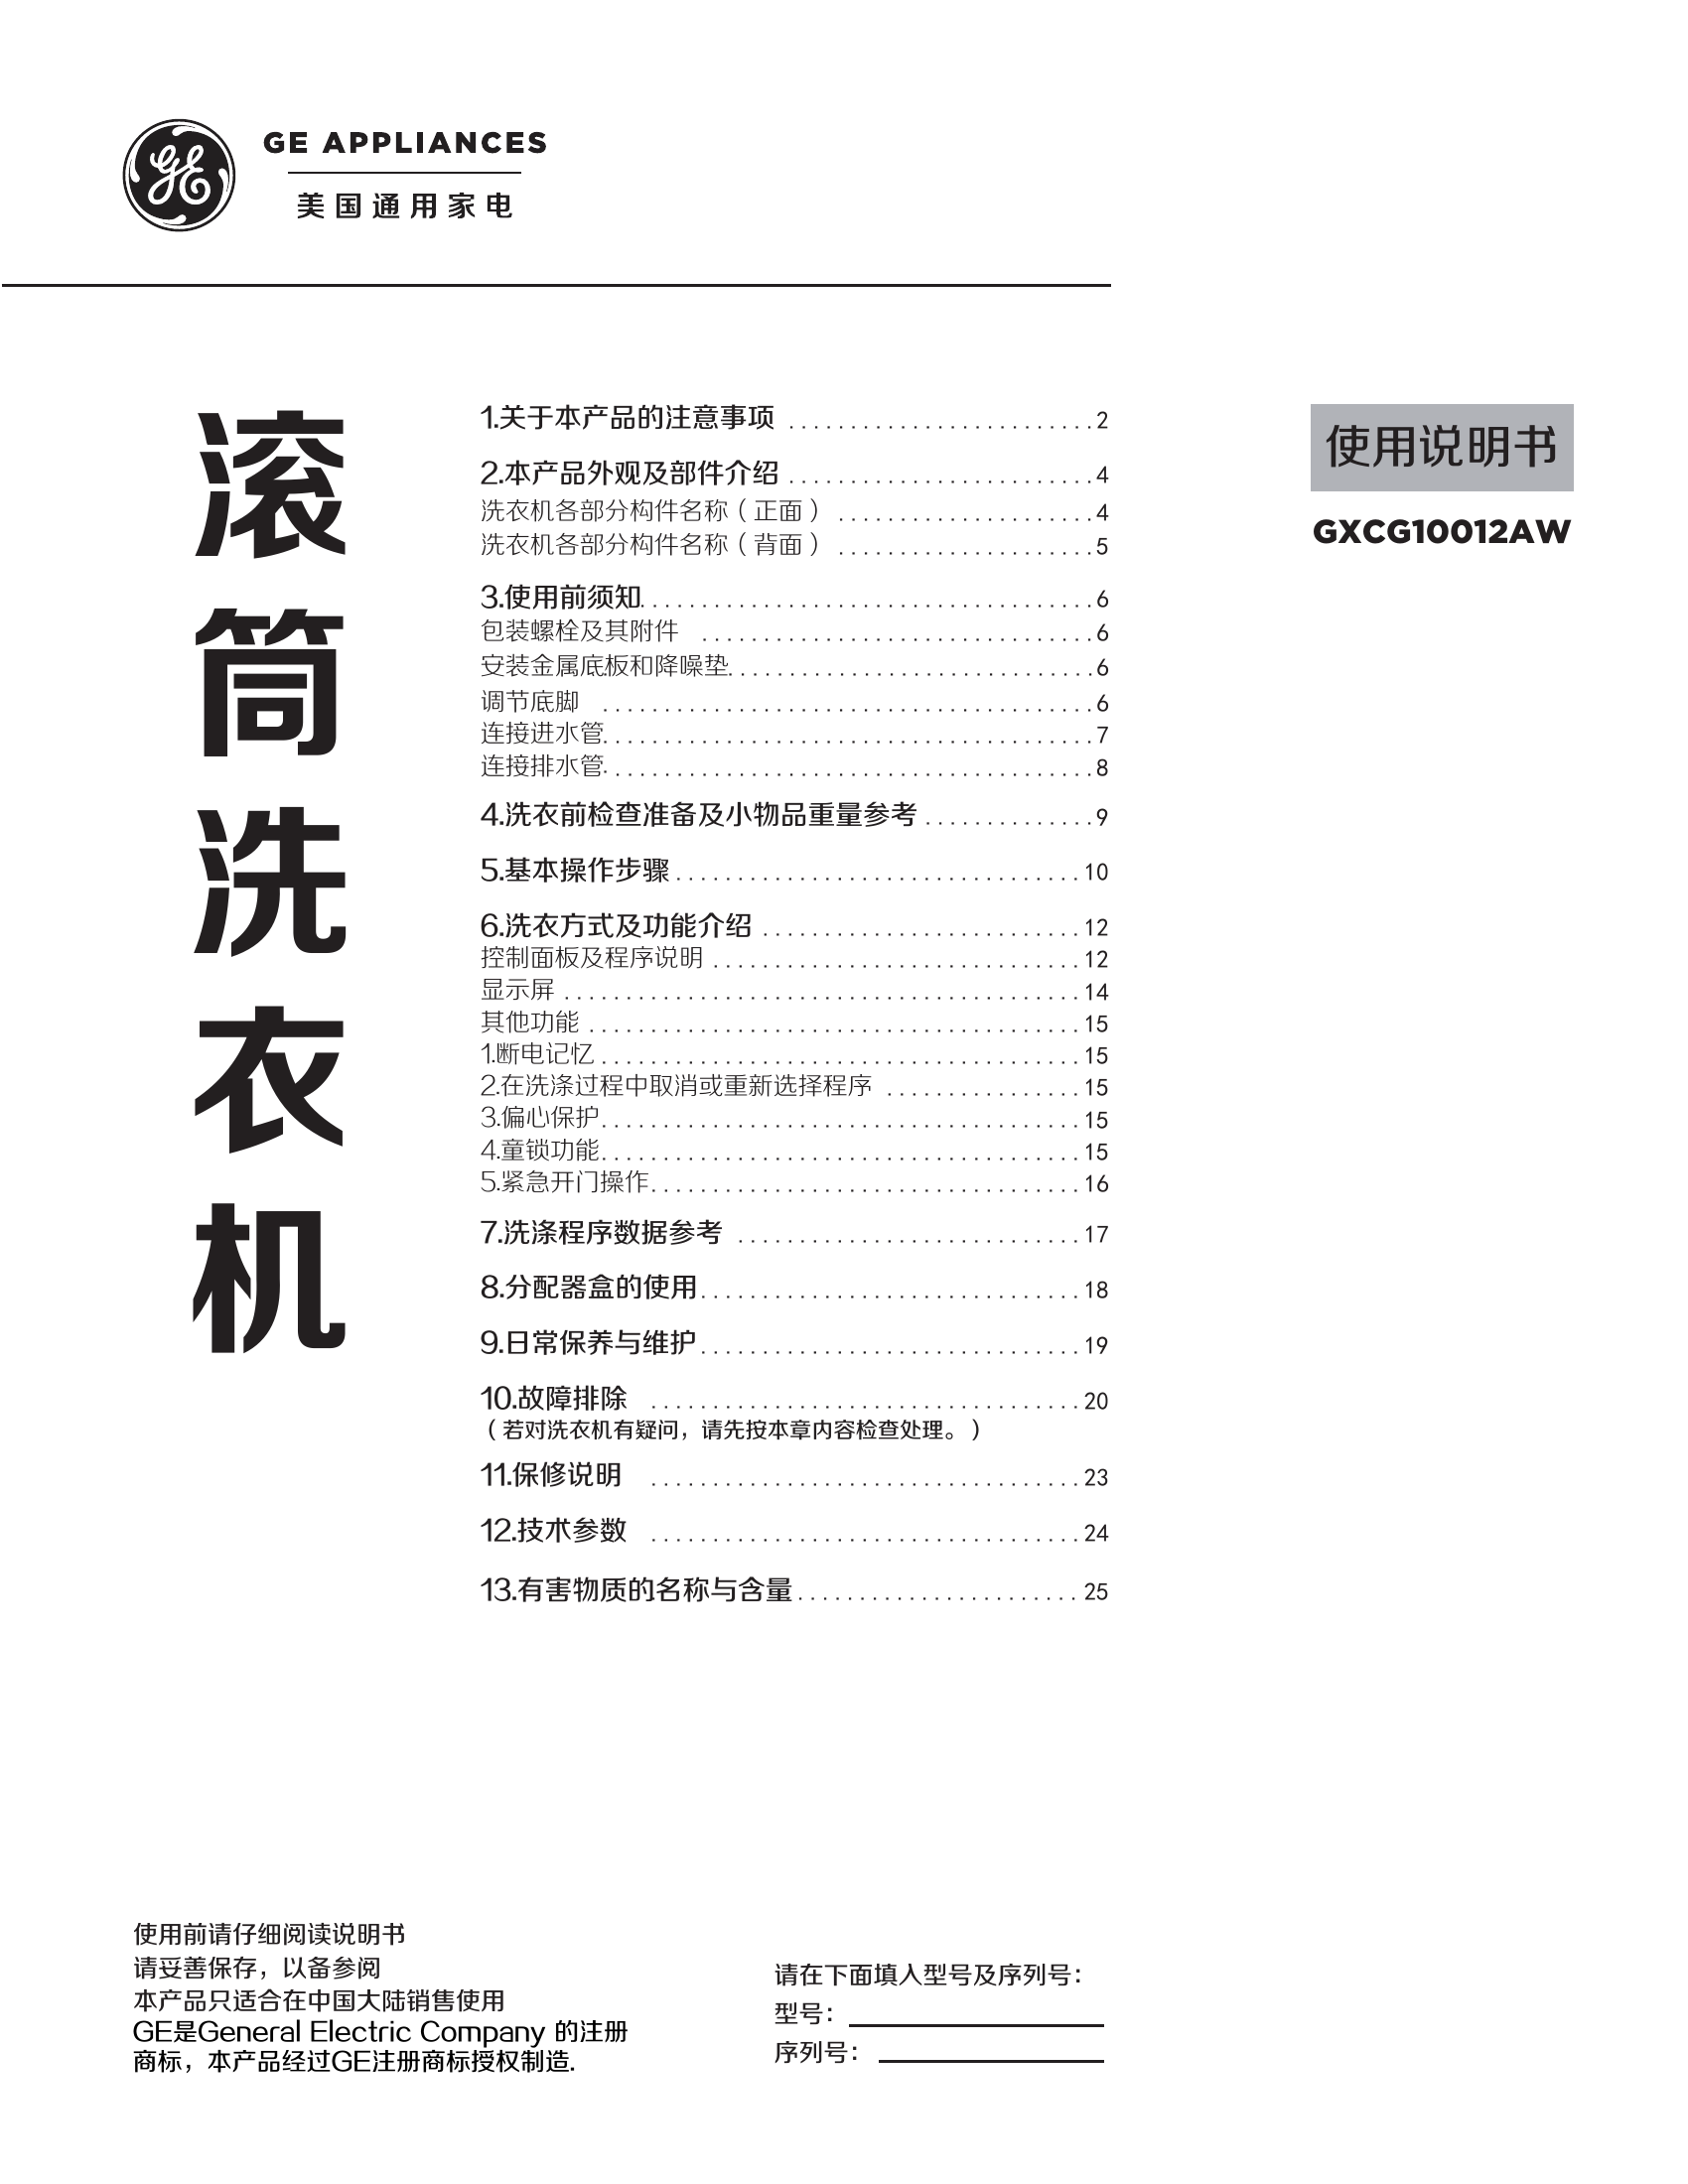 GE APPLIANCES
美国通用家电
滚筒洗衣机
使用说明书
GXCG10012AW
1.关于本产品的注意事项 . . . . . . . . . . . . . . . . . . . . . . . . . 2
2.本产品外观及部件介绍 . . . . . . . . . . . . . . . . . . . . . . . . . 4
洗衣机各部分构件名称（正面） . . . . . . . . . . . . . . . . . . . . . 4
洗衣机各部分构件名称（背面） . . . . . . . . . . . . . . . . . . . . . 5
3.使用前须知. . . . . . . . . . . . . . . . . . . . . . . . . . . . . . . . . . . . . 6
包装螺栓及其附件 . . . . . . . . . . . . . . . . . . . . . . . . . . . . . . . . 6
安装金属底板和降噪垫. . . . . . . . . . . . . . . . . . . . . . . . . . . . . . 6
调节底脚 . . . . . . . . . . . . . . . . . . . . . . . . . . . . . . . . . . . . . . . . 6
连接进水管. . . . . . . . . . . . . . . . . . . . . . . . . . . . . . . . . . . . . . . . 7
连接排水管. . . . . . . . . . . . . . . . . . . . . . . . . . . . . . . . . . . . . . . . 8
4.洗衣前检查准备及小物品重量参考 . . . . . . . . . . . . . . 9
5.基本操作步骤 . . . . . . . . . . . . . . . . . . . . . . . . . . . . . . . . . 10
6.洗衣方式及功能介绍 . . . . . . . . . . . . . . . . . . . . . . . . . . 12
控制面板及程序说明 . . . . . . . . . . . . . . . . . . . . . . . . . . . . . . 12
显示屏 . . . . . . . . . . . . . . . . . . . . . . . . . . . . . . . . . . . . . . . . . . 14
其他功能 . . . . . . . . . . . . . . . . . . . . . . . . . . . . . . . . . . . . . . . . 15
1.断电记忆 . . . . . . . . . . . . . . . . . . . . . . . . . . . . . . . . . . . . . . . 15
2.在洗涤过程中取消或重新选择程序 . . . . . . . . . . . . . . . . 15
3.偏心保护. . . . . . . . . . . . . . . . . . . . . . . . . . . . . . . . . . . . . . . 15
4.童锁功能. . . . . . . . . . . . . . . . . . . . . . . . . . . . . . . . . . . . . . . 15
5.紧急开门操作. . . . . . . . . . . . . . . . . . . . . . . . . . . . . . . . . . . 16
7.洗涤程序数据参考 . . . . . . . . . . . . . . . . . . . . . . . . . . . . 17
8.分配器盒的使用. . . . . . . . . . . . . . . . . . . . . . . . . . . . . . . 18
9.日常保养与维护. . . . . . . . . . . . . . . . . . . . . . . . . . . . . . . 19
10.故障排除 . . . . . . . . . . . . . . . . . . . . . . . . . . . . . . . . . . . 20
（若对洗衣机有疑问，请先按本章内容检查处理。）
11.保修说明 . . . . . . . . . . . . . . . . . . . . . . . . . . . . . . . . . . . 23
12.技术参数 . . . . . . . . . . . . . . . . . . . . . . . . . . . . . . . . . . . 24
13.有害物质的名称与含量 . . . . . . . . . . . . . . . . . . . . . . . 25
使用前请仔细阅读说明书
请妥善保存，以备参阅
本产品只适合在中国大陆销售使用
GE是General Electric Company 的注册
商标，本产品经过GE注册商标授权制造.
请在下面填入型号及序列号：
型号：
序列号：